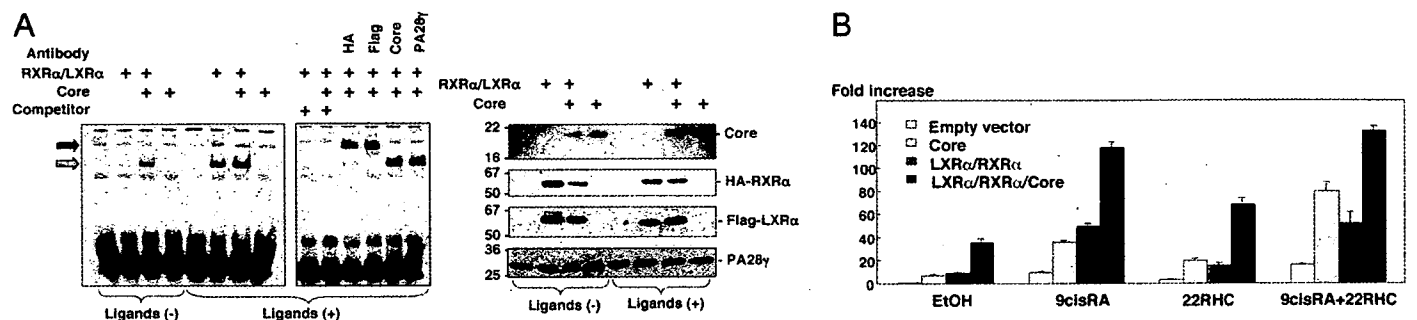 A
Antibody
HA
Flag
Core
PA28γ
RXRα/LXRα + + + + + + + + + +
Core + + + + + + + + +
Competitor + +
Ligands (-)
Ligands (+)
RXRα/LXRα + + + +
Core + + + +
22
16
Core
67
50
HA-RXRα
67
50
Flag-LXRα
36
25
PA28γ
Ligands (-)
Ligands (+)
B
Fold increase
140
120
100
80
60
40
20
0
Empty vector
Core
LXRα/RXRα
LXRα/RXRα/Core
EtOH
9cisRA
22RHC
9cisRA+22RHC